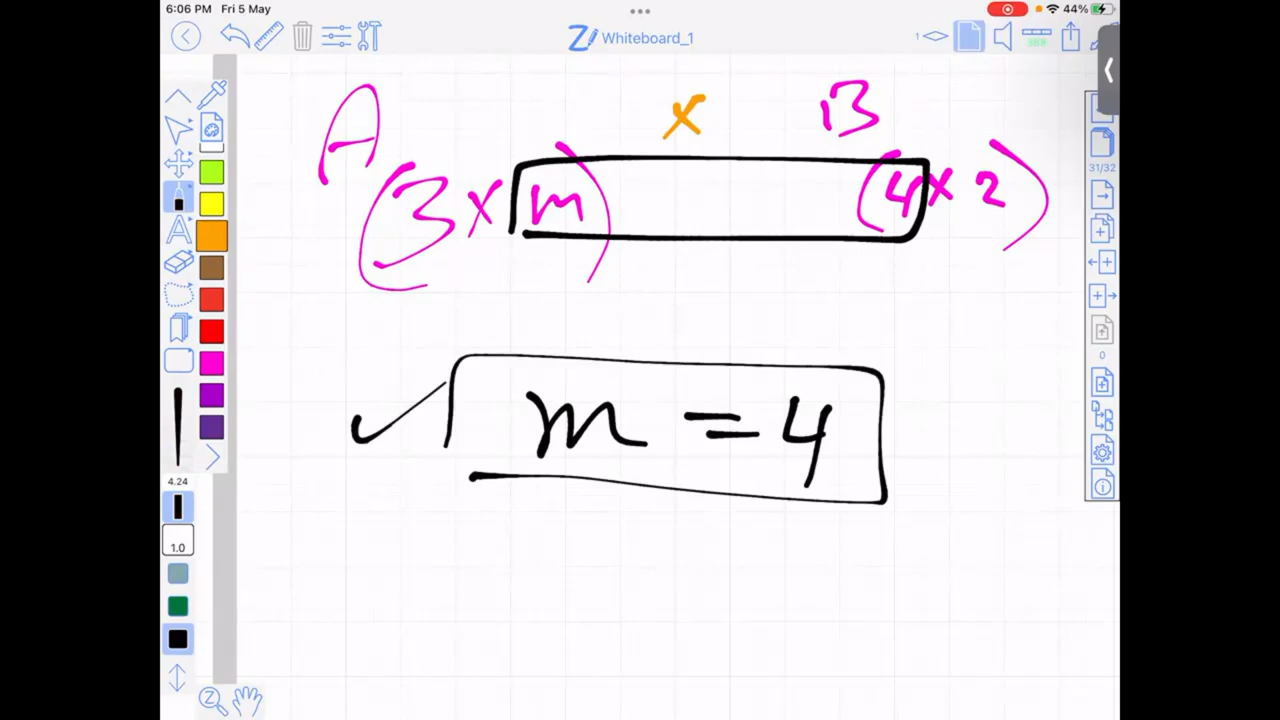 6:06 PM Fri 5 May
44%
Whiteboard_1
1
A × B
(3 × m) (4 × 2)
31/32
m = 4
0
4.24
1.0